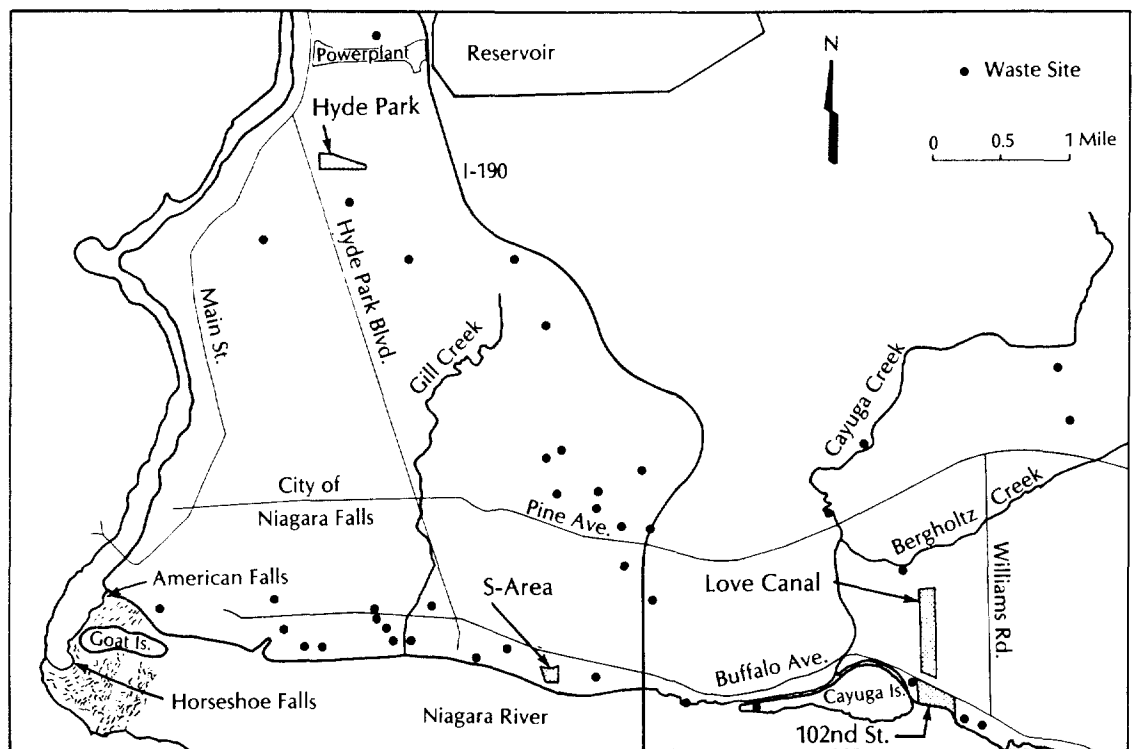 Powerplant
Reservoir
N
Waste Site
Hyde Park
0 0.5 1 Mile
I-190
Hyde Park Blvd.
Main St.
Gill Creek
Cayuga Creek
City of
Niagara Falls
Pine Ave.
Bergholtz Creek
American Falls
S-Area
Love Canal
Williams Rd.
Goat Is.
Buffalo Ave.
Horseshoe Falls
Cayuga Is.
Niagara River
102nd St.